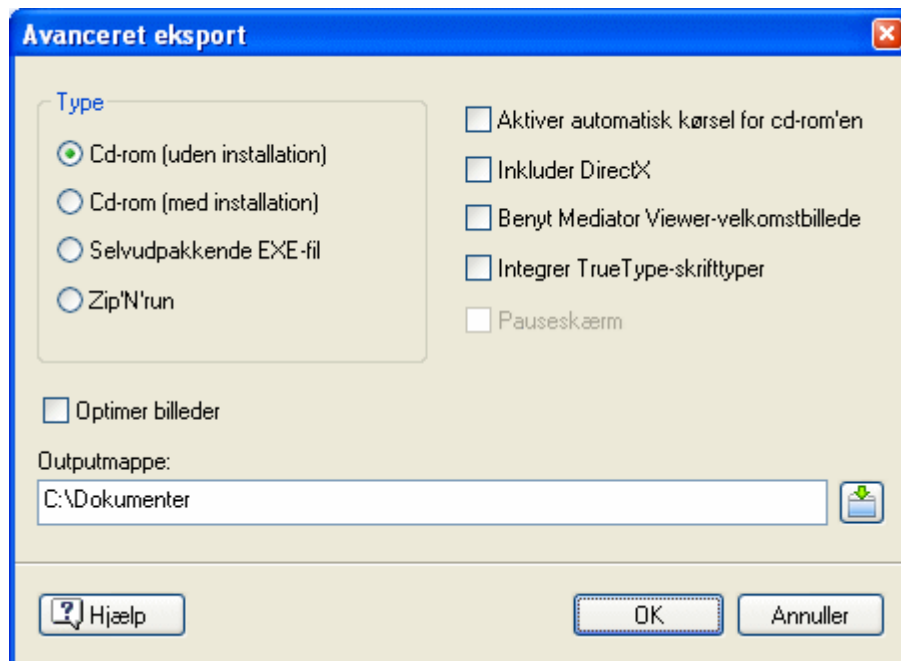 Avanceret eksport
Type
Cd-rom (uden installation)
Cd-rom (med installation)
Selvudpakkende EXE-fil
Zip'N'run
Aktiver automatisk kørsel for cd-rom'en
Inkluder DirectX
Benyt Mediator Viewer-velkomstbillede
Integrer TrueType-skrifttyper
Pauseskærm
Optimer billeder
Outputmappe:
C:\Dokumenter
Hjælp
OK
Annuller